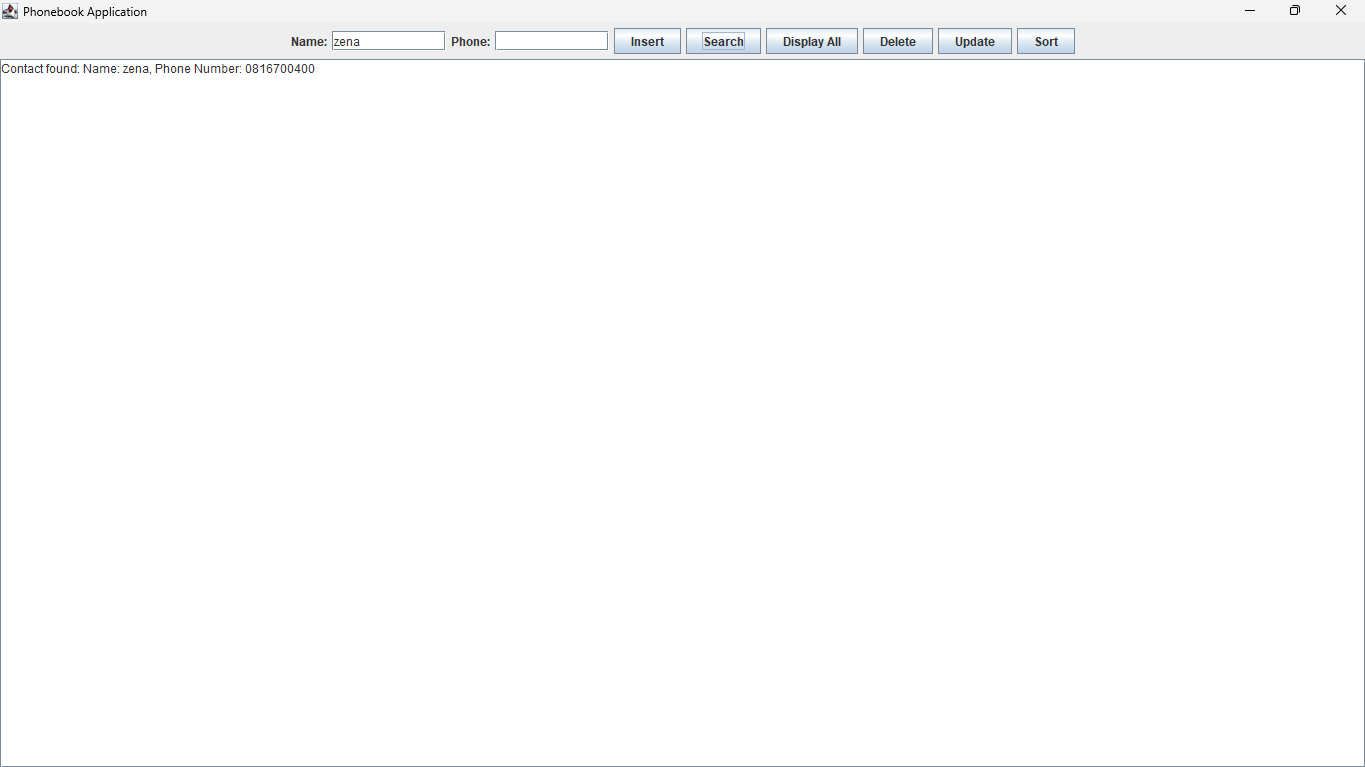 Phonebook Application
Name: zena Phone: Insert Search Display All Delete Update Sort
Contact found: Name: zena, Phone Number: 0816700400